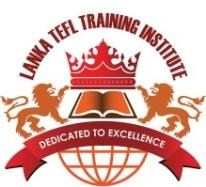 LANKA TEFL TRAINING INSTITUTE
DEDICATED TO EXCELLENCE